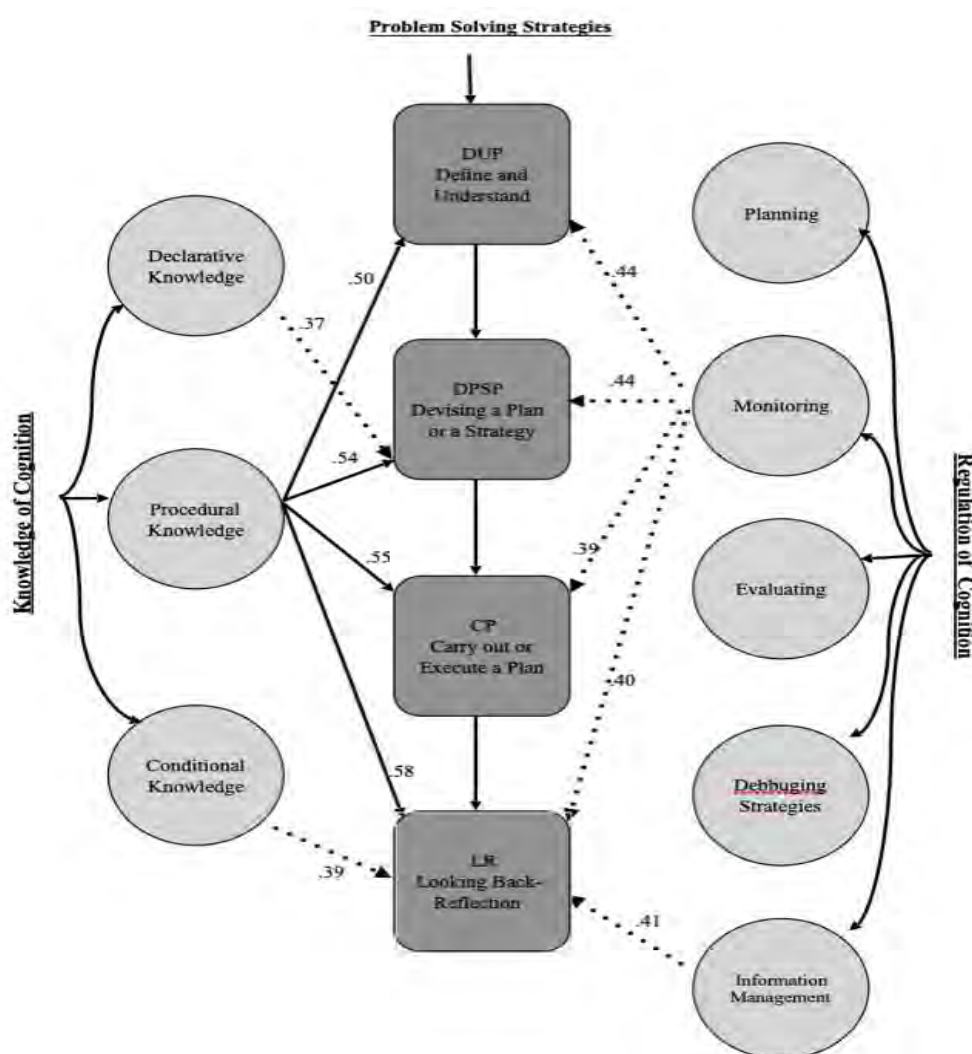 Problem Solving Strategies
DUP
Define and
Understand
Planning
Declarative
Knowledge
.50
.44
.37
DPSP
Devising a Plan
or a Strategy
.44
Monitoring
Knowledge of Cognition
.54
Procedural
Knowledge
Regulation of Cognition
.55
.39
Evaluating
CP
Carry out or
Execute a Plan
.40
Conditional
Knowledge
.58
Debbuging
Strategies
LR
Looking Back-
Reflection
.39
.41
Information
Management